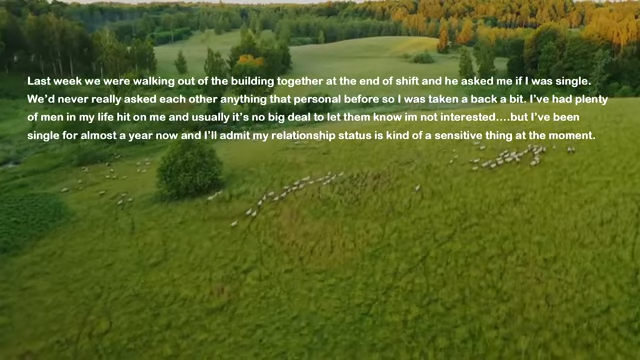 Last week we were walking out of the building together at the end of shift and he asked me if I was single.
We'd never really asked each other anything that personal before so I was taken a back a bit. I've had plenty
of men in my life hit on me and usually it's no big deal to let them know im not interested....but I've been
single for almost a year now and I'll admit my relationship status is kind of a sensitive thing at the moment.